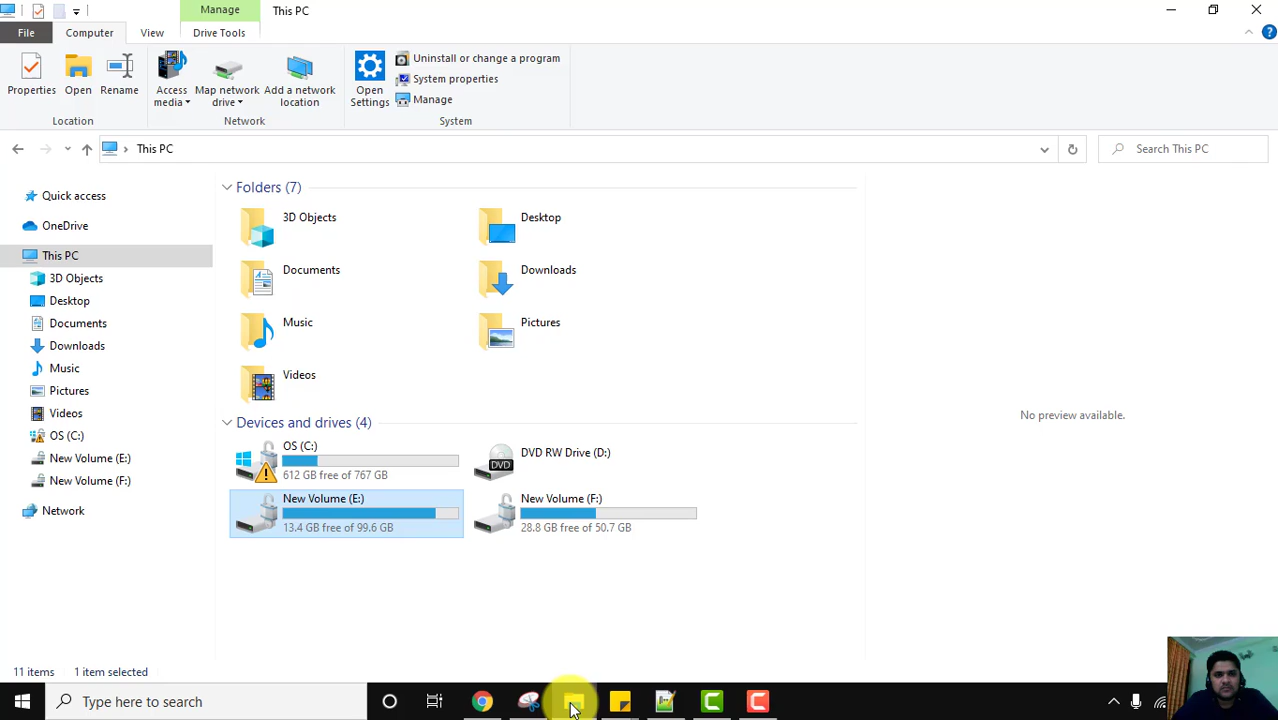 Manage
This PC
File
Computer
View
Drive Tools
Properties
Open
Rename
Access media
Map network drive
Add a network location
Open Settings
Uninstall or change a program
System properties
Manage
Location
Network
System
This PC
Search This PC
Quick access
OneDrive
This PC
3D Objects
Desktop
Documents
Downloads
Music
Pictures
Videos
OS (C:)
New Volume (E:)
New Volume (F:)
Network
Folders (7)
3D Objects
Desktop
Documents
Downloads
Music
Pictures
Videos
Devices and drives (4)
OS (C:)
612 GB free of 767 GB
DVD RW Drive (D:)
DVD
New Volume (E:)
13.4 GB free of 99.6 GB
New Volume (F:)
28.8 GB free of 50.7 GB
No preview available.
11 items
1 item selected
Type here to search